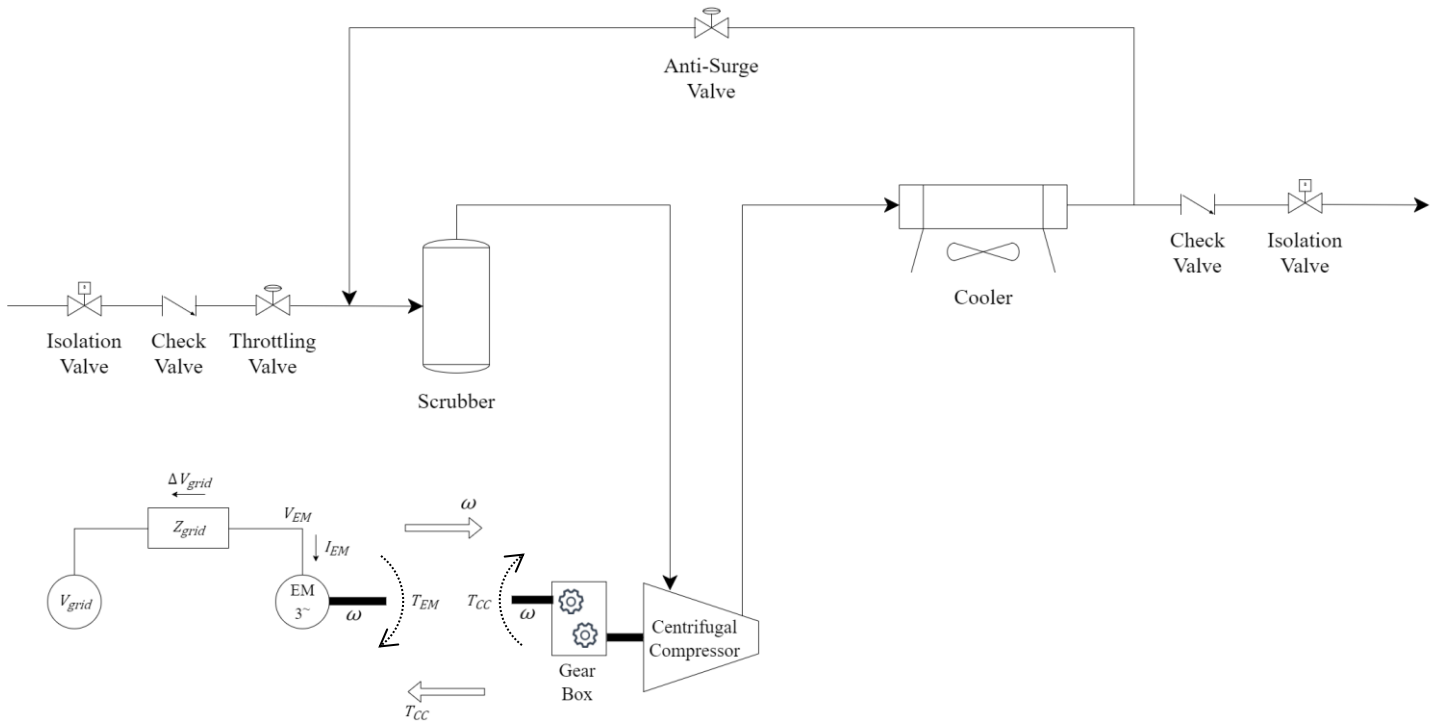 Anti-Surge
Valve
Isolation
Valve
Check
Valve
Throttling
Valve
Scrubber
Cooler
Check
Valve
Isolation
Valve
ΔV_grid
Z_grid
V_EM
I_EM
V_grid
EM
3~
ω
T_EM
ω
T_CC
ω
T_CC
Gear
Box
Centrifugal
Compressor